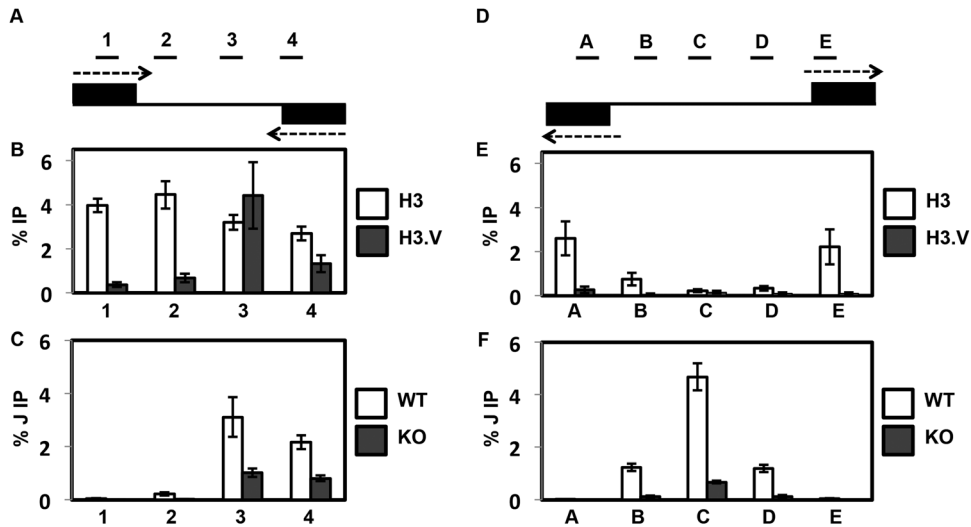 A
1 2 3 4
B
% IP
6
4
2
0
H3
H3.V
1 2 3 4
C
% J IP
6
4
2
0
WT
KO
1 2 3 4
D
A B C D E
E
% IP
6
4
2
0
H3
H3.V
A B C D E
F
% J IP
6
4
2
0
WT
KO
A B C D E